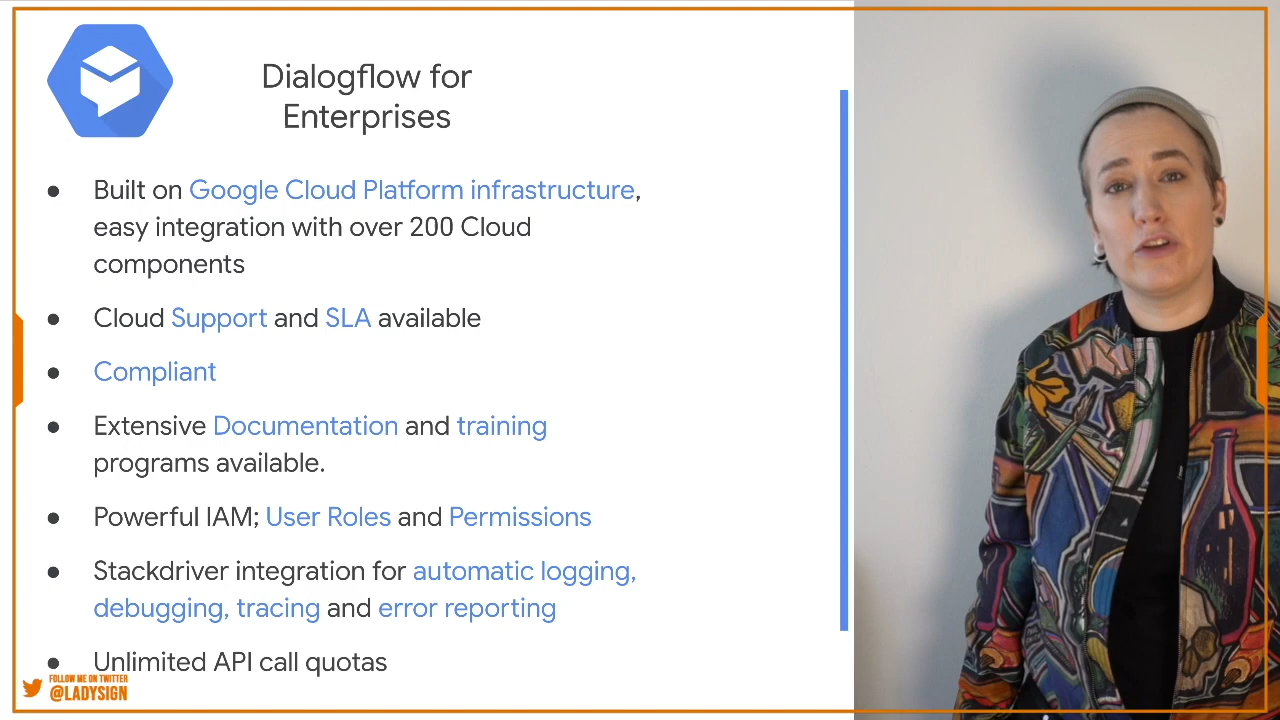 Dialogflow for
Enterprises
● Built on Google Cloud Platform infrastructure,
easy integration with over 200 Cloud
components
● Cloud Support and SLA available
● Compliant
● Extensive Documentation and training
programs available.
● Powerful IAM; User Roles and Permissions
● Stackdriver integration for automatic logging,
debugging, tracing and error reporting
● Unlimited API call quotas
FOLLOW ME ON TWITTER
@LADYSIGN